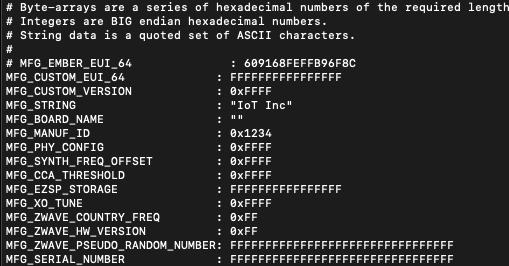 # Byte-arrays are a series of hexadecimal numbers of the required length
# Integers are BIG endian hexadecimal numbers.
# String data is a quoted set of ASCII characters.
#
# MFG_EMBER_EUI_64 : 609168FEFFB96F8C
MFG_CUSTOM_EUI_64 : FFFFFFFFFFFFFFFF
MFG_CUSTOM_VERSION : 0xFFFF
MFG_STRING : "IoT Inc"
MFG_BOARD_NAME : ""
MFG_MANUF_ID : 0x1234
MFG_PHY_CONFIG : 0xFFFF
MFG_SYNTH_FREQ_OFFSET : 0xFFFF
MFG_CCA_THRESHOLD : 0xFFFF
MFG_EZSP_STORAGE : FFFFFFFFFFFFFFFF
MFG_XO_TUNE : 0xFFFF
MFG_ZWAVE_COUNTRY_FREQ : 0xFF
MFG_ZWAVE_HW_VERSION : 0xFF
MFG_ZWAVE_PSEUDO_RANDOM_NUMBER: FFFFFFFFFFFFFFFFFFFFFFFFFFFFFFFF
MFG_SERIAL_NUMBER : FFFFFFFFFFFFFFFFFFFFFFFFFFFFFFFF